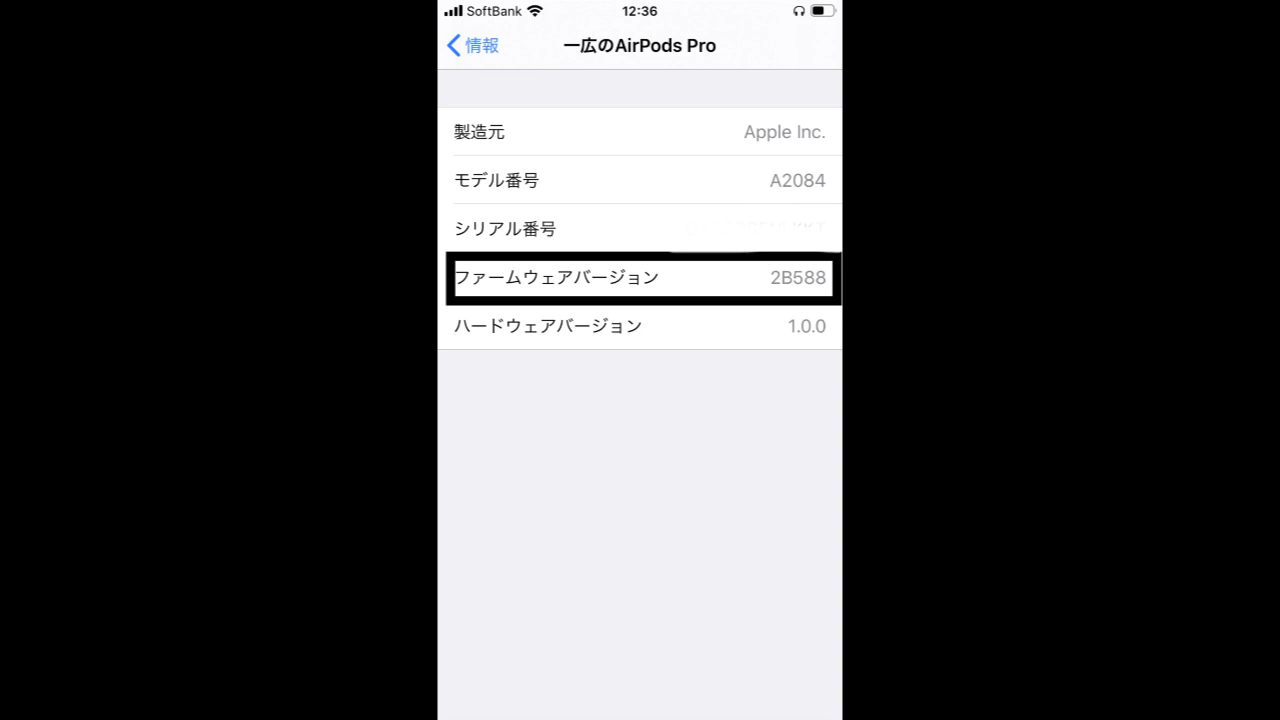 SoftBank 12:36
情報 一広のAirPods Pro
製造元 Apple Inc.
モデル番号 A2084
シリアル番号
ファームウェアバージョン 2B588
ハードウェアバージョン 1.0.0